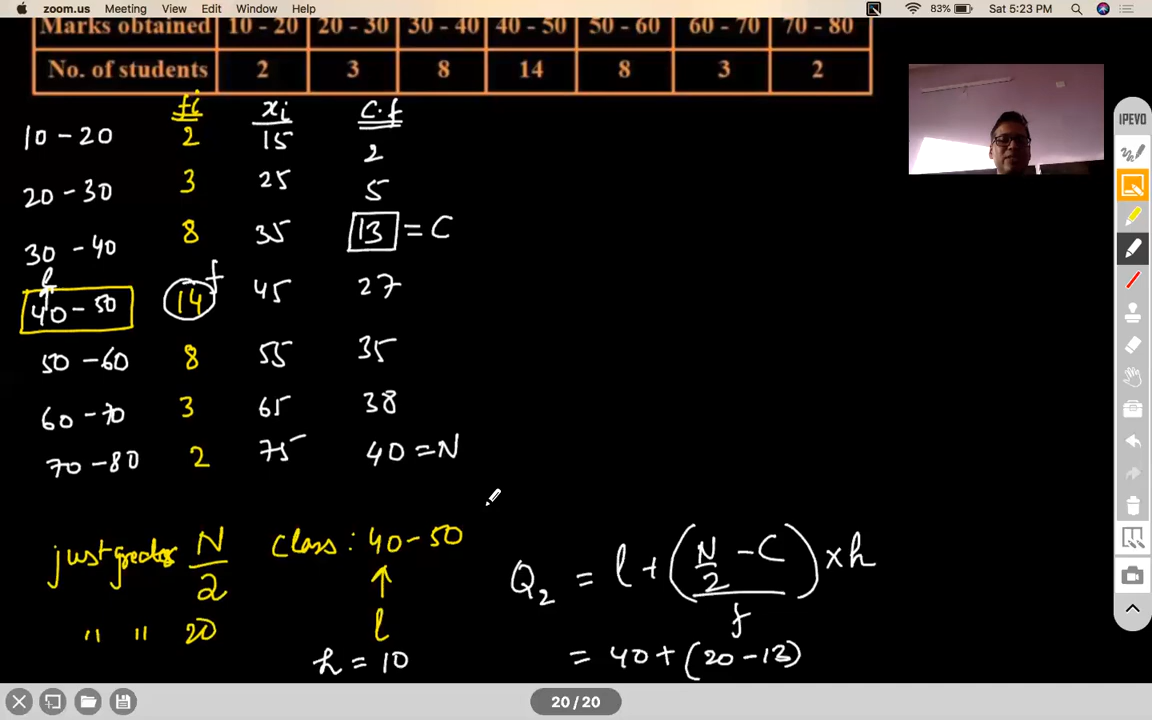 zoom.us Meeting View Edit Window Help 83% Sat 5:23 PM
Marks obtained 10 - 20 20 - 30 30 - 40 40 - 50 50 - 60 60 - 70 70 - 80
No. of students 2 3 8 14 8 3 2
IPEVO
fi xi C.f
10 - 20 2 15 2
20 - 30 3 25 5
30 - 40 8 35 13 = C
l f
40 - 50 14 45 27
50 - 60 8 55 35
60 - 70 3 65 38
70 - 80 2 75 40 = N
just greater N/2 Class : 40 - 50
" " 20 l
h = 10
Q2 = l + (N/2 - C / f) × h
= 40 + (20 - 13)
20 / 20